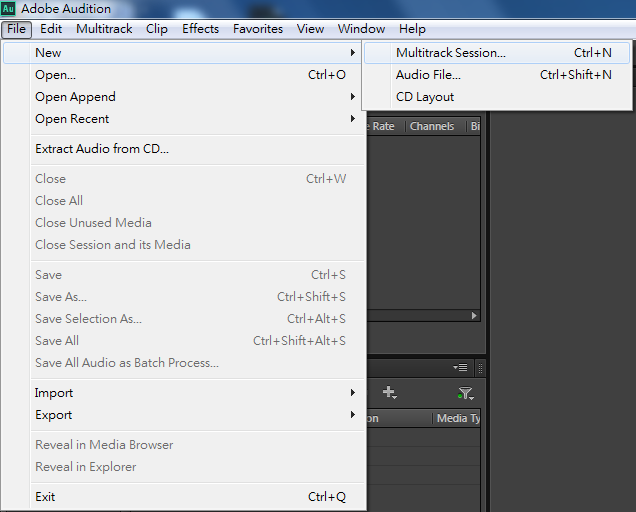 Au Adobe Audition
File Edit Multitrack Clip Effects Favorites View Window Help
New
Multitrack Session... Ctrl+N
Open... Ctrl+O
Audio File... Ctrl+Shift+N
Open Append
CD Layout
Open Recent
Rate Channels Bi
Extract Audio from CD...
Close Ctrl+W
Close All
Close Unused Media
Close Session and its Media
Save Ctrl+S
Save As... Ctrl+Shift+S
Save Selection As... Ctrl+Alt+S
Save All Ctrl+Shift+Alt+S
Save All Audio as Batch Process...
Import
Export
on Media Ty
Reveal in Media Browser
Reveal in Explorer
Exit Ctrl+Q